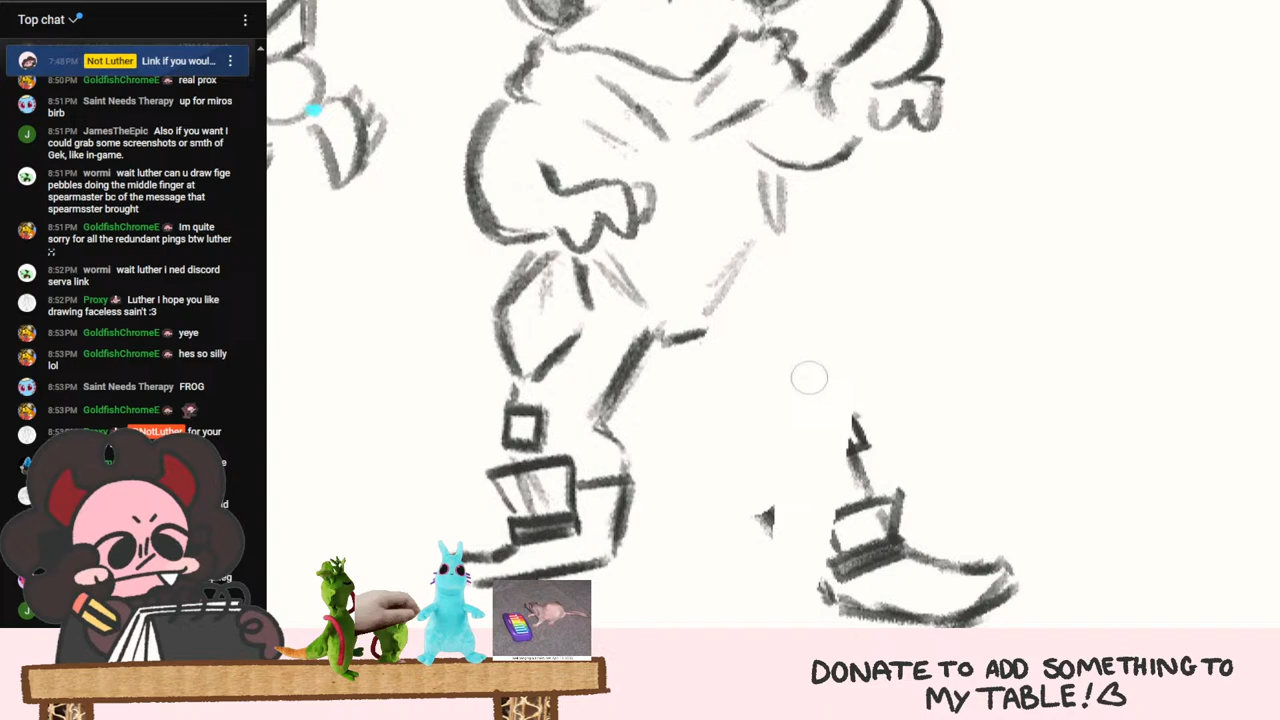 Top chat
7:48PM Not Luther Link if you woul...
8:50PM GoldfishChromeE real prox
8:51PM Saint Needs Therapy up for miros
birb
8:51PM JamesTheEpic Also if you want I
could grab some screenshots or smth of
Gek, like in-game.
8:51PM wormi wait luther can u draw fige
pebbles doing the middle finger at
spearmaster bc of the message that
spearmsster brought
8:51PM GoldfishChromeE Im quite
sorry for all the redundant pings btw luther
8:52PM wormi wait luther i ned discord
serva link
8:52PM Proxy Luther I hope you like
drawing faceless sain't :3
8:53PM GoldfishChromeE yeye
8:53PM GoldfishChromeE hes so silly
lol
8:53PM Saint Needs Therapy FROG
8:53PM GoldfishChromeE
@NotLuther for your
DONATE TO ADD SOMETHING TO
MY TABLE!